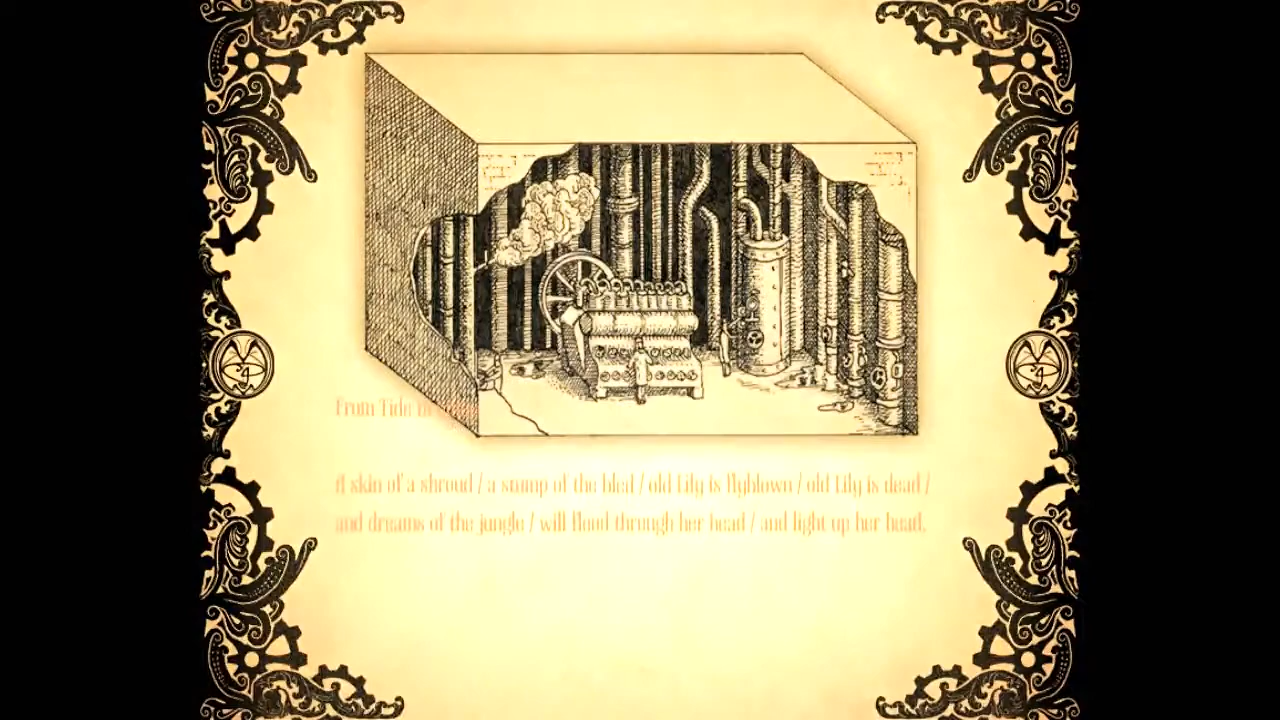 From Tide
A skin of a shroud / a stump of the bled / old Lily is flyblown / old Lily is dead /
and dreams of the jungle / will flood through her head / and light up her head.